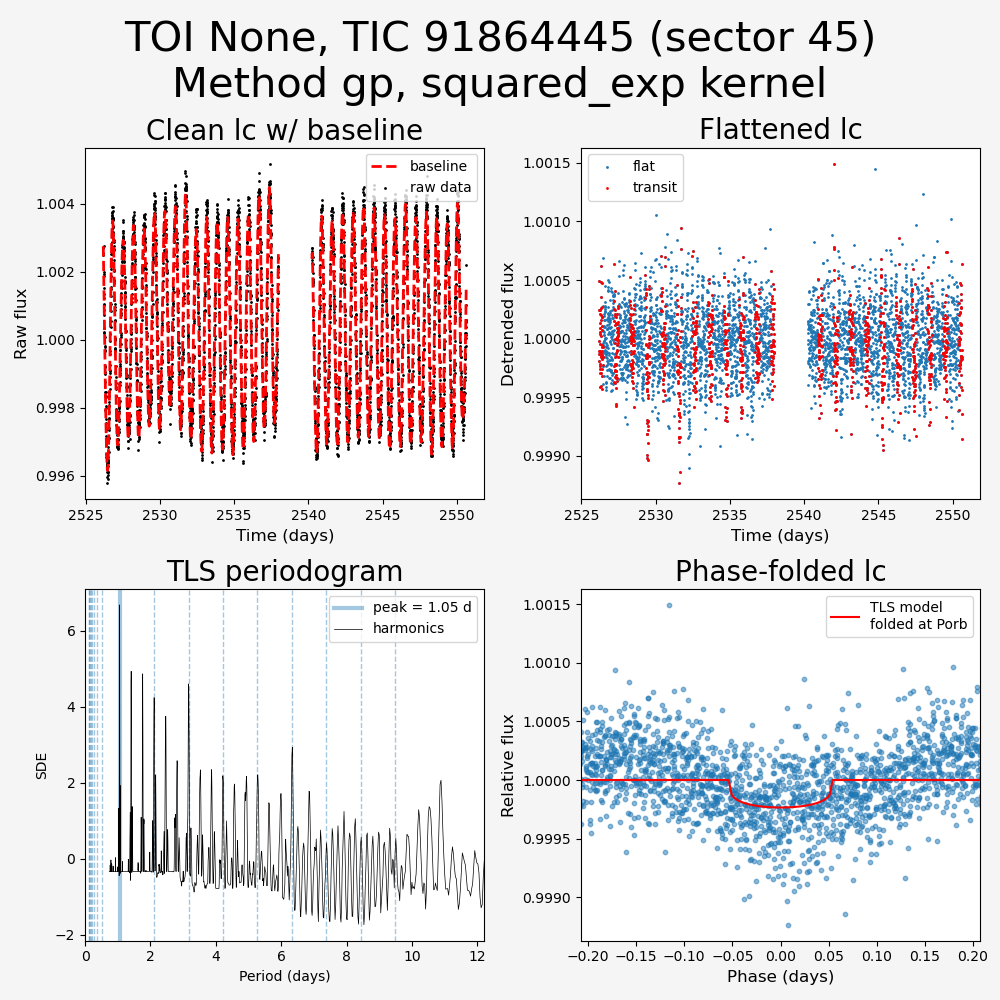 TOI None, TIC 91864445 (sector 45)
Method gp, squared_exp kernel
Clean lc w/ baseline
baseline
raw data
0.996
0.998
1.000
1.002
1.004
Raw flux
2525
2530
2535
2540
2545
2550
Time (days)
Flattened lc
flat
transit
1.0015
1.0010
1.0005
1.0000
0.9995
0.9990
Detrended flux
2525
2530
2535
2540
2545
2550
Time (days)
TLS periodogram
peak = 1.05 d
harmonics
6
4
2
0
−2
SDE
0
2
4
6
8
10
12
Period (days)
Phase-folded lc
TLS model
folded at Porb
1.0015
1.0010
1.0005
1.0000
0.9995
0.9990
Relative flux
−0.20
−0.15
−0.10
−0.05
0.00
0.05
0.10
0.15
0.20
Phase (days)